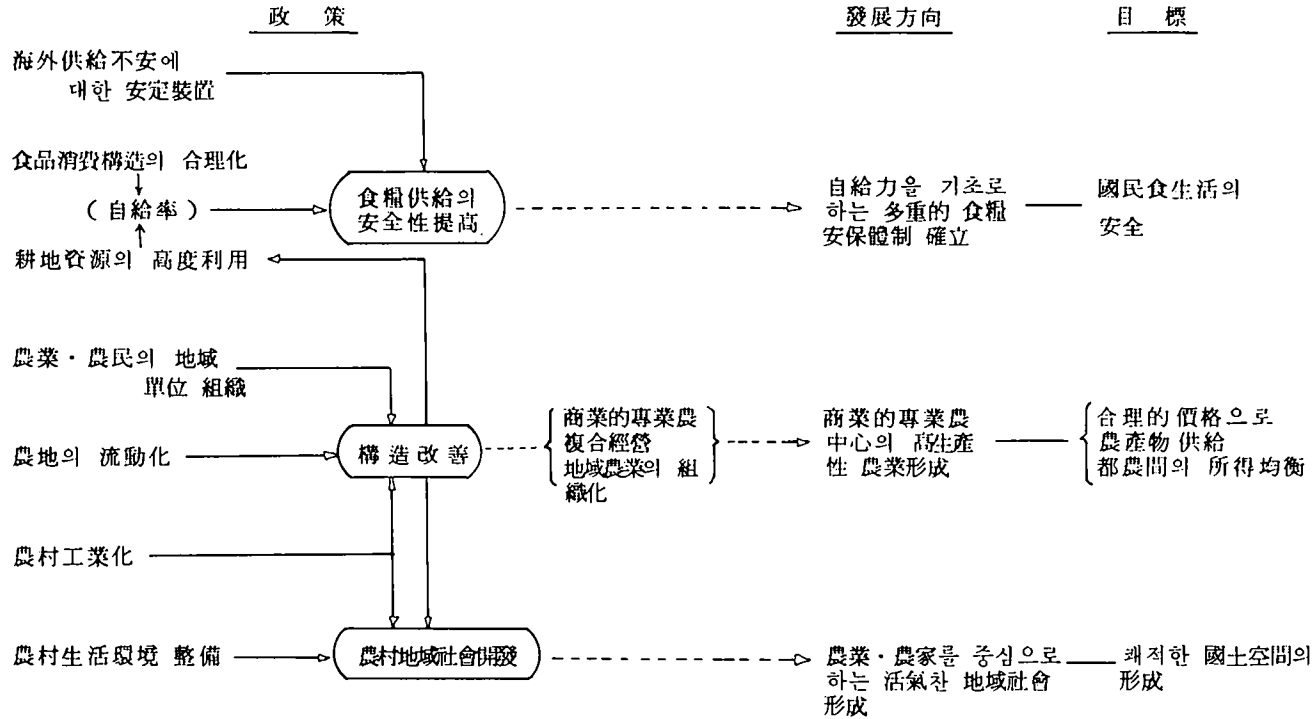 政 策
發展方向
目 標
海外供給不安에
대한 安定裝置
食品消費構造의 合理化
( 自給率 )
耕地資源의 高度利用
食糧供給의
安全性提高
自給力을 기초로
하는 多重的 食糧
安保體制 確立
國民食生活의
安全
農業・農民의 地域
單位 組織
農地의 流動化
構造改善
商業的專業農
複合經營
地域農業의 組
織化
商業的專業農
中心의 高生産
性 農業形成
合理的價格으로
農産物供給
都農間의 所得均衡
農村工業化
農村生活環境 整備
農村地域社會開發
農業・農家를 중심으로
하는 活氣찬 地域社會
形成
쾌적한 國土空間의
形成